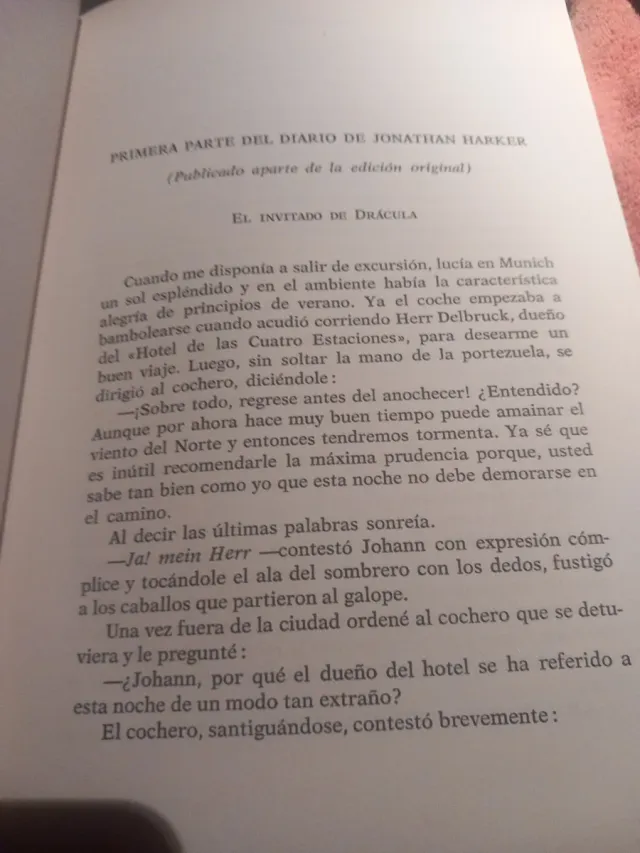 PRIMERA PARTE DEL DIARIO DE JONATHAN HARKER
(Publicado aparte de la edición original)
EL INVITADO DE DRÁCULA
Cuando me disponía a salir de excursión, lucía en Munich
un sol espléndido y en el ambiente había la característica
alegría de principios de verano. Ya el coche empezaba a
bambolearse cuando acudió corriendo Herr Delbruck, dueño
del «Hotel de las Cuatro Estaciones», para desearme un
buen viaje. Luego, sin soltar la mano de la portezuela, se
dirigió al cochero, diciéndole:
—¡Sobre todo, regrese antes del anochecer! ¿Entendido?
Aunque por ahora hace muy buen tiempo puede amainar el
viento del Norte y entonces tendremos tormenta. Ya sé que
es inútil recomendarle la máxima prudencia porque, usted
sabe tan bien como yo que esta noche no debe demorarse en
el camino.
Al decir las últimas palabras sonreía.
—Ja! mein Herr —contestó Johann con expresión cóm-
plice y tocándole el ala del sombrero con los dedos, fustigó
a los caballos que partieron al galope.
Una vez fuera de la ciudad ordené al cochero que se detu-
viera y le pregunté:
—¿Johann, por qué el dueño del hotel se ha referido a
esta noche de un modo tan extraño?
El cochero, santiguándose, contestó brevemente: